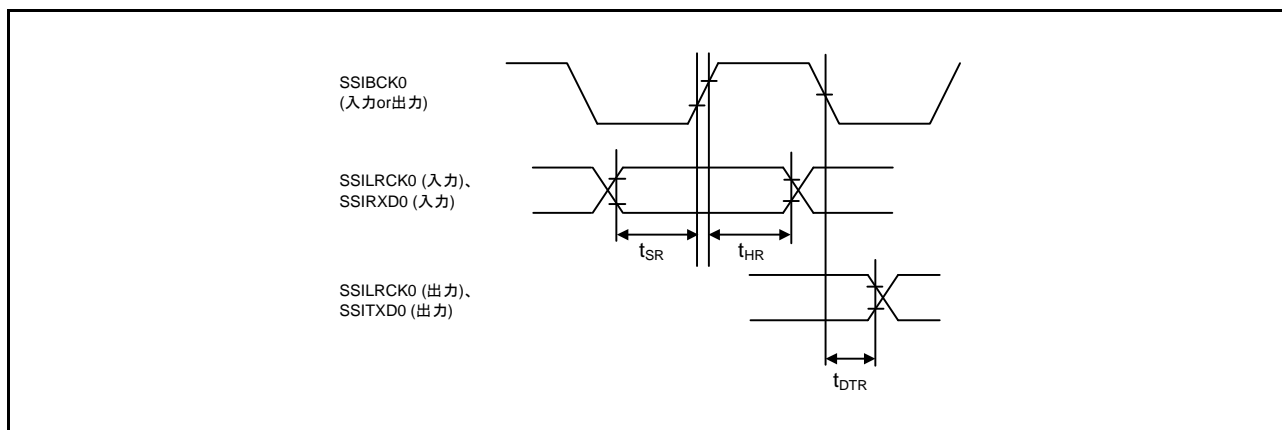 SSIBCK0
(入力or出力)
SSILRCK0 (入力)、
SSIRXD0 (入力)
tSR
tHR
SSILRCK0 (出力)、
SSITXD0 (出力)
tDTR